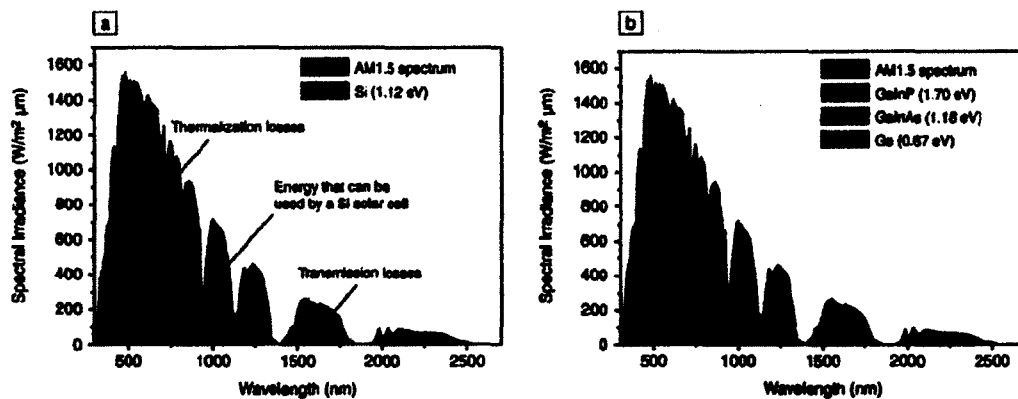 a
1600
1400
1200
1000
800
600
400
200
0
Spectral Irradiance (W/m² µm)
AM1.5 spectrum
Si (1.12 eV)
Thermalization losses
Energy that can be
used by a Si solar cell
Transmission losses
500 1000 1500 2000 2500
Wavelength (nm)
b
1600
1400
1200
1000
800
600
400
200
0
Spectral Irradiance (W/m² µm)
AM1.5 spectrum
GaInP (1.70 eV)
GaInAs (1.18 eV)
Ge (0.67 eV)
500 1000 1500 2000 2500
Wavelength (nm)